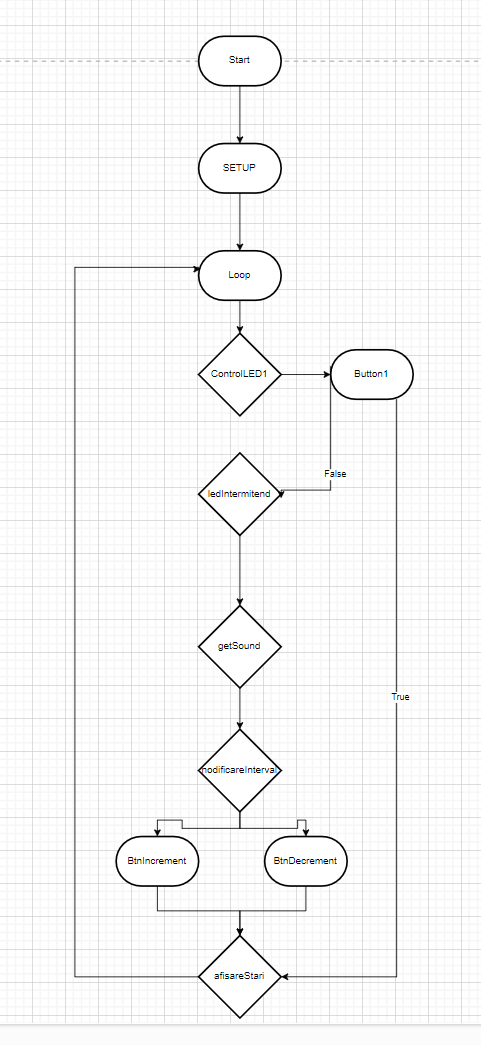 Start
SETUP
Loop
ControlLED1
Button1
False
ledIntermitend
getSound
True
modificareInterval
BtnIncrement
BtnDecrement
afisareStari